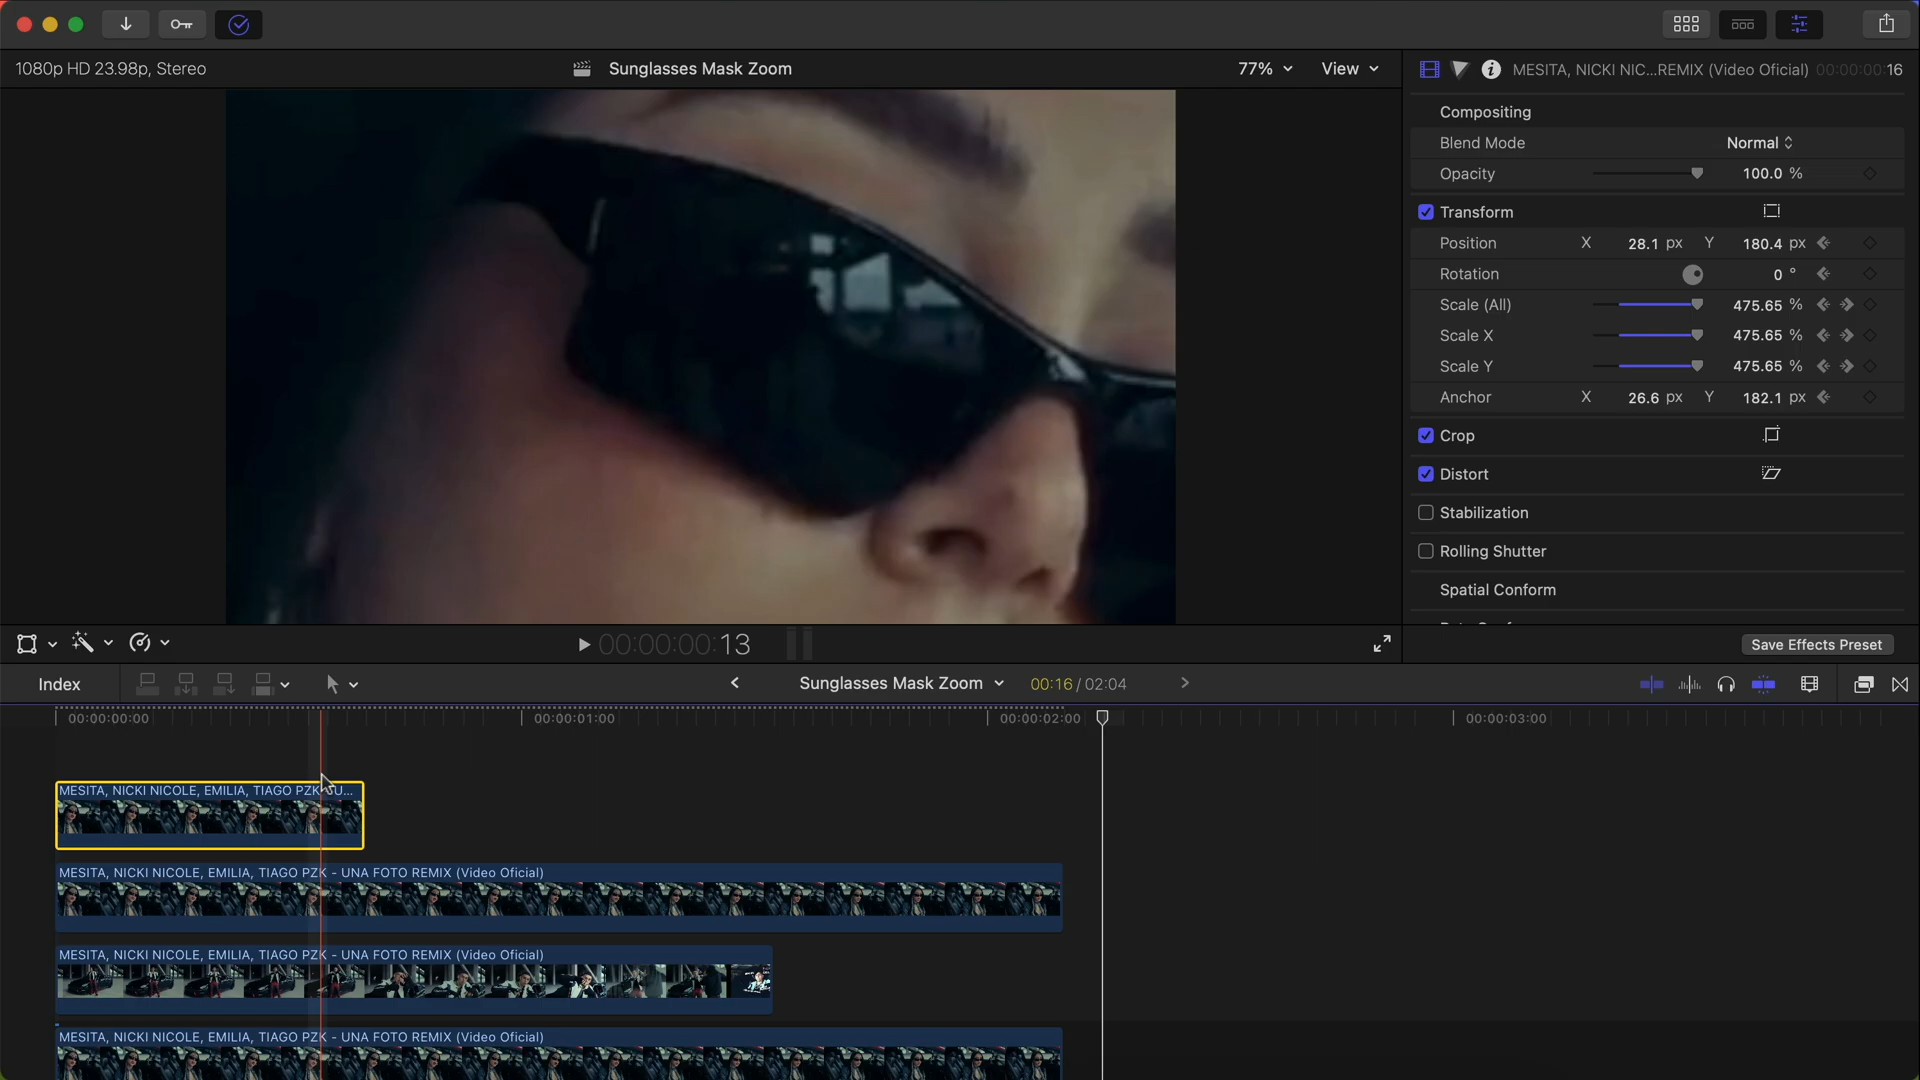 1080p HD 23.98p, Stereo
Sunglasses Mask Zoom
77%
View
MESITA, NICKI NIC...REMIX (Video Oficial)
00:00:00:16
Compositing
Blend Mode Normal
Opacity 100.0 %
Transform
Position X 28.1 px Y 180.4 px
Rotation 0 °
Scale (All) 475.65 %
Scale X 475.65 %
Scale Y 475.65 %
Anchor X 26.6 px Y 182.1 px
Crop
Distort
Stabilization
Rolling Shutter
Spatial Conform
00:00:00:13
Save Effects Preset
Index
Sunglasses Mask Zoom
00:16 / 02:04
00:00:00:00
00:00:01:00
00:00:02:00
00:00:03:00
MESITA, NICKI NICOLE, EMILIA, TIAGO PZK
MESITA, NICKI NICOLE, EMILIA, TIAGO PZK - UNA FOTO REMIX (Video Oficial)
MESITA, NICKI NICOLE, EMILIA, TIAGO PZK - UNA FOTO REMIX (Video Oficial)
MESITA, NICKI NICOLE, EMILIA, TIAGO PZK - UNA FOTO REMIX (Video Oficial)